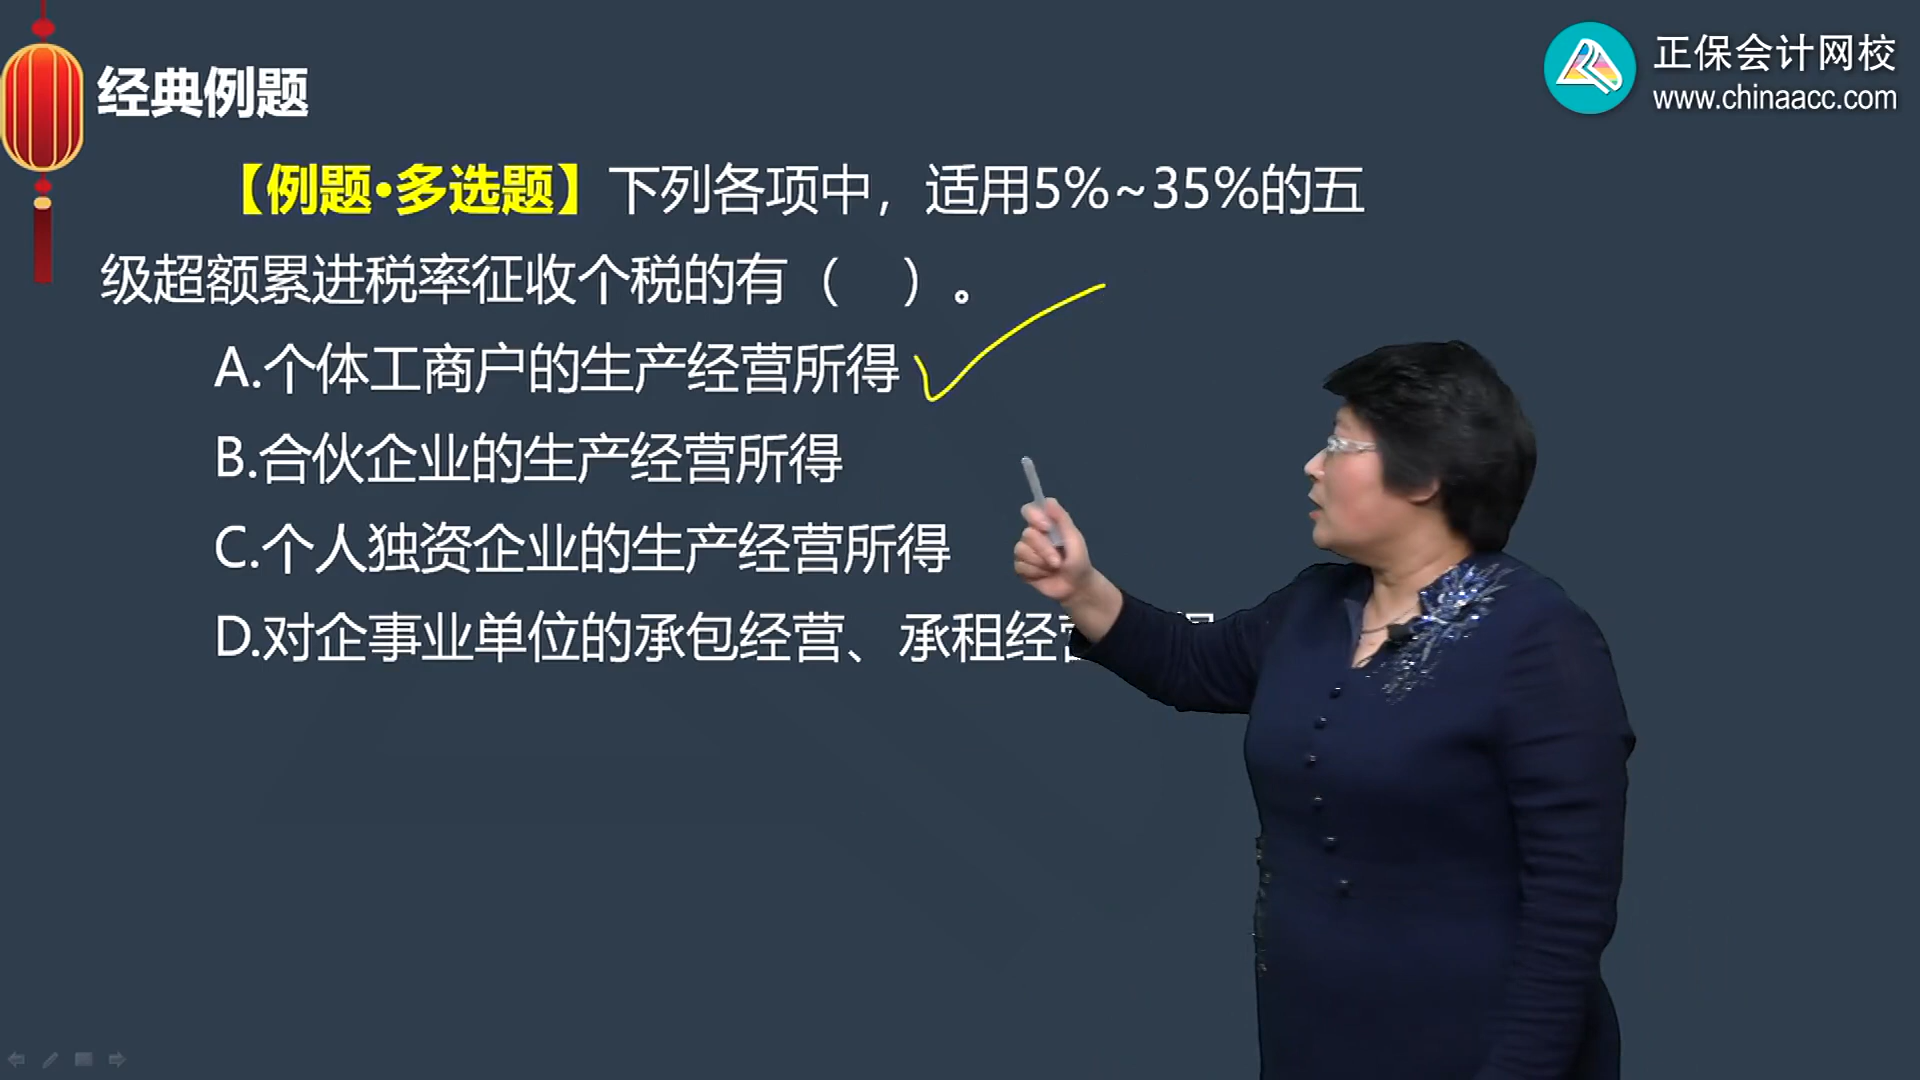 正保会计网校
www.chinaacc.com
经典例题
【例题•多选题】下列各项中，适用5%~35%的五
级超额累进税率征收个税的有（ ）。
A.个体工商户的生产经营所得
B.合伙企业的生产经营所得
C.个人独资企业的生产经营所得
D.对企事业单位的承包经营、承租经